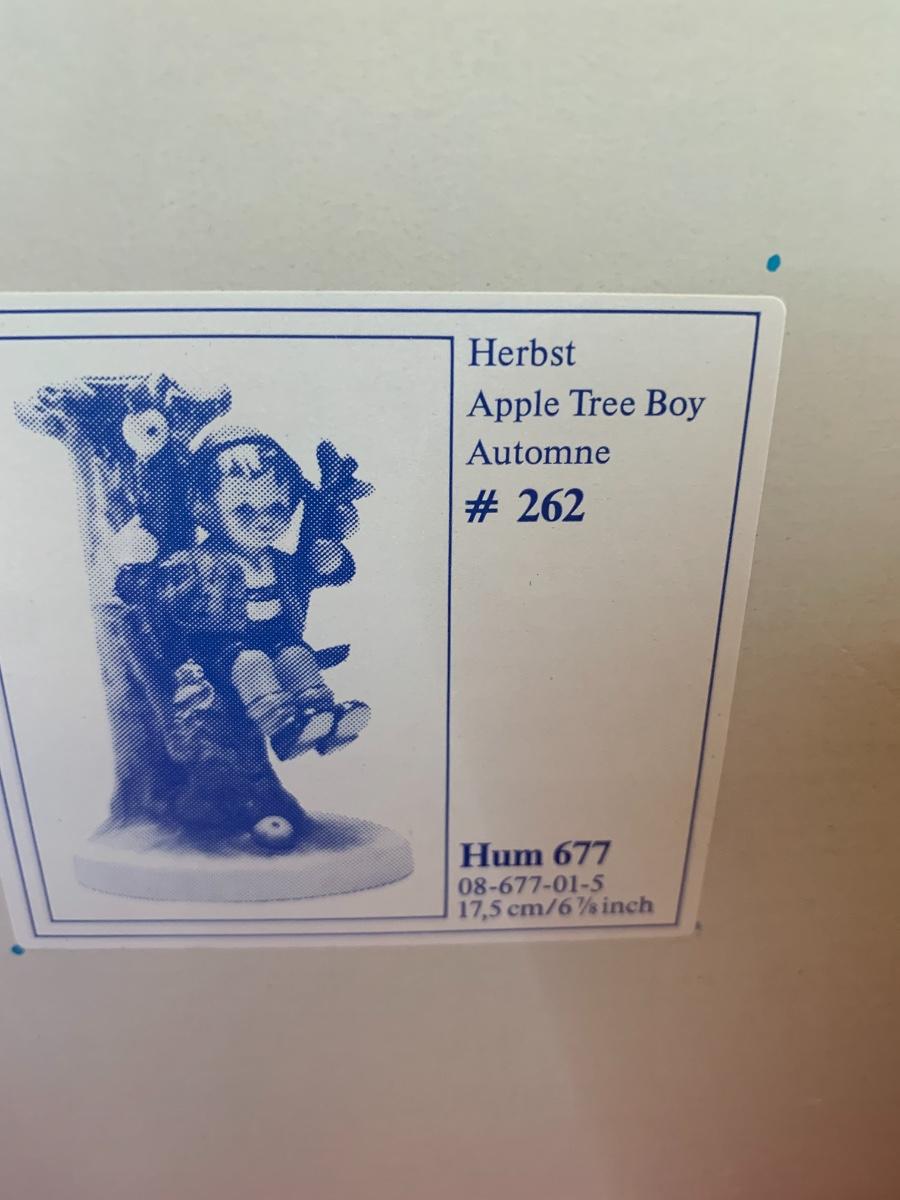 Herbst
Apple Tree Boy
Automne
# 262
Hum 677
08-677-01-5
17,5 cm/6 ⅞ inch